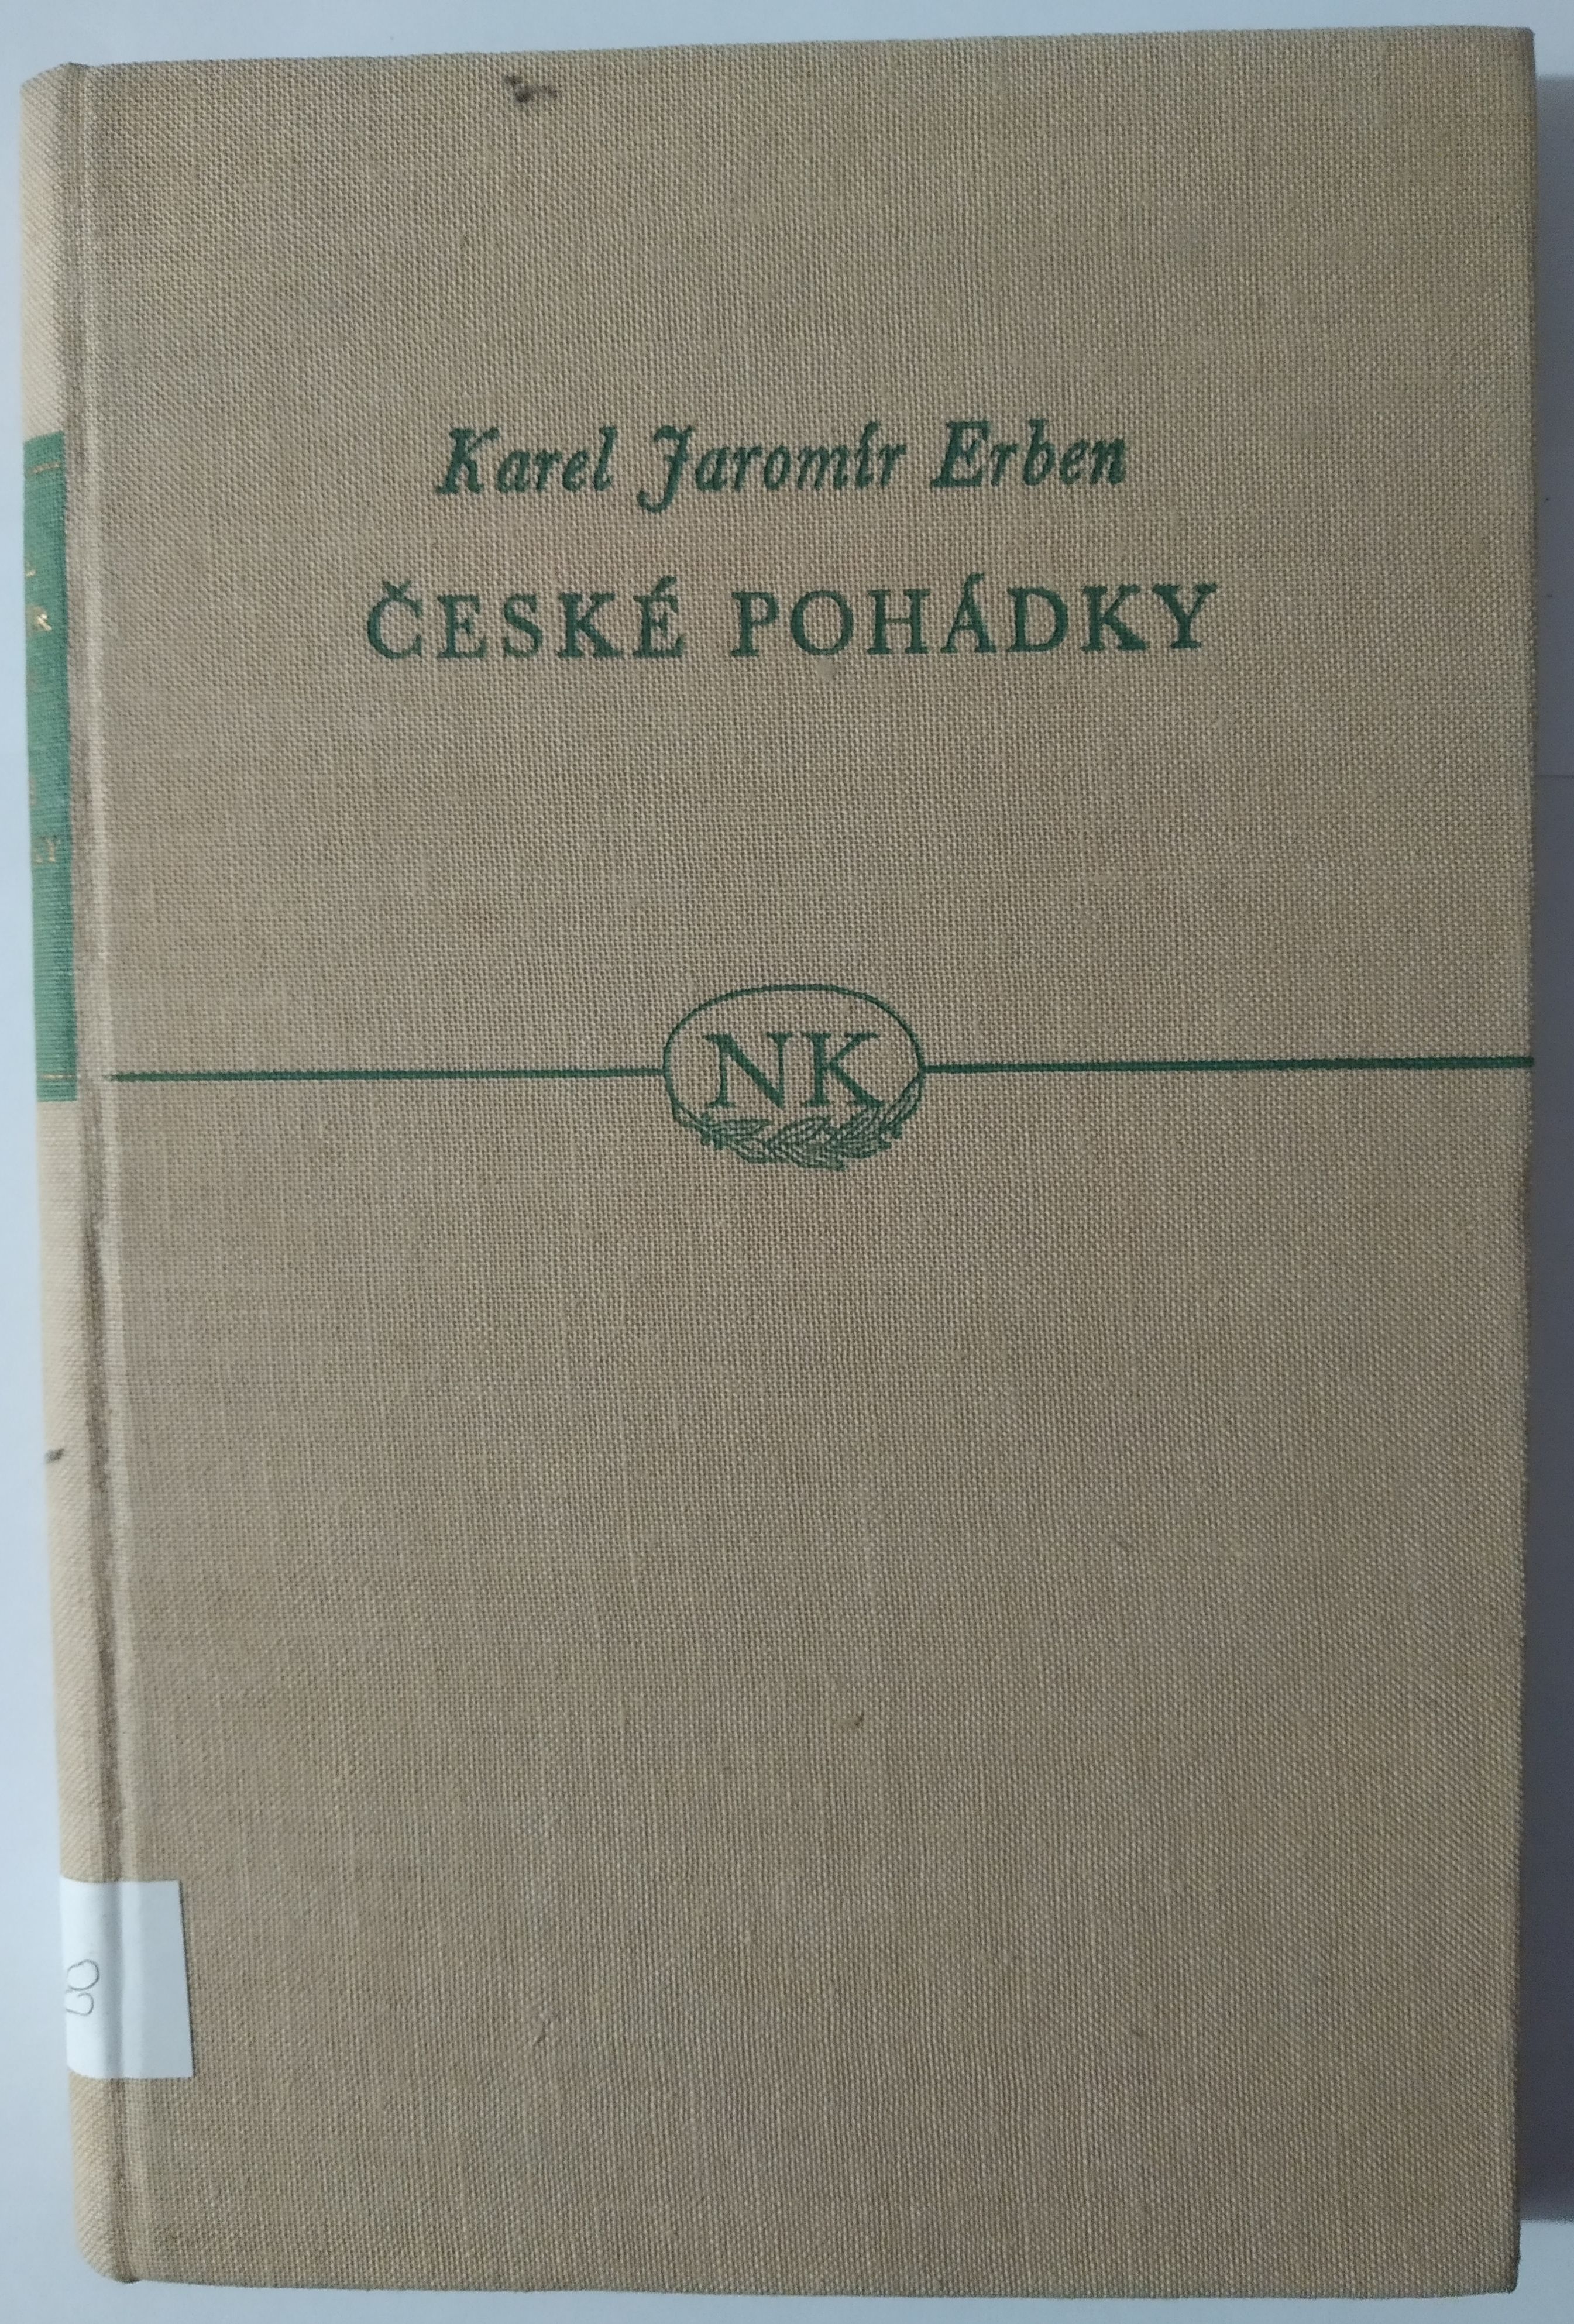 Karel Jaromír Erben
ČESKÉ POHÁDKY
NK